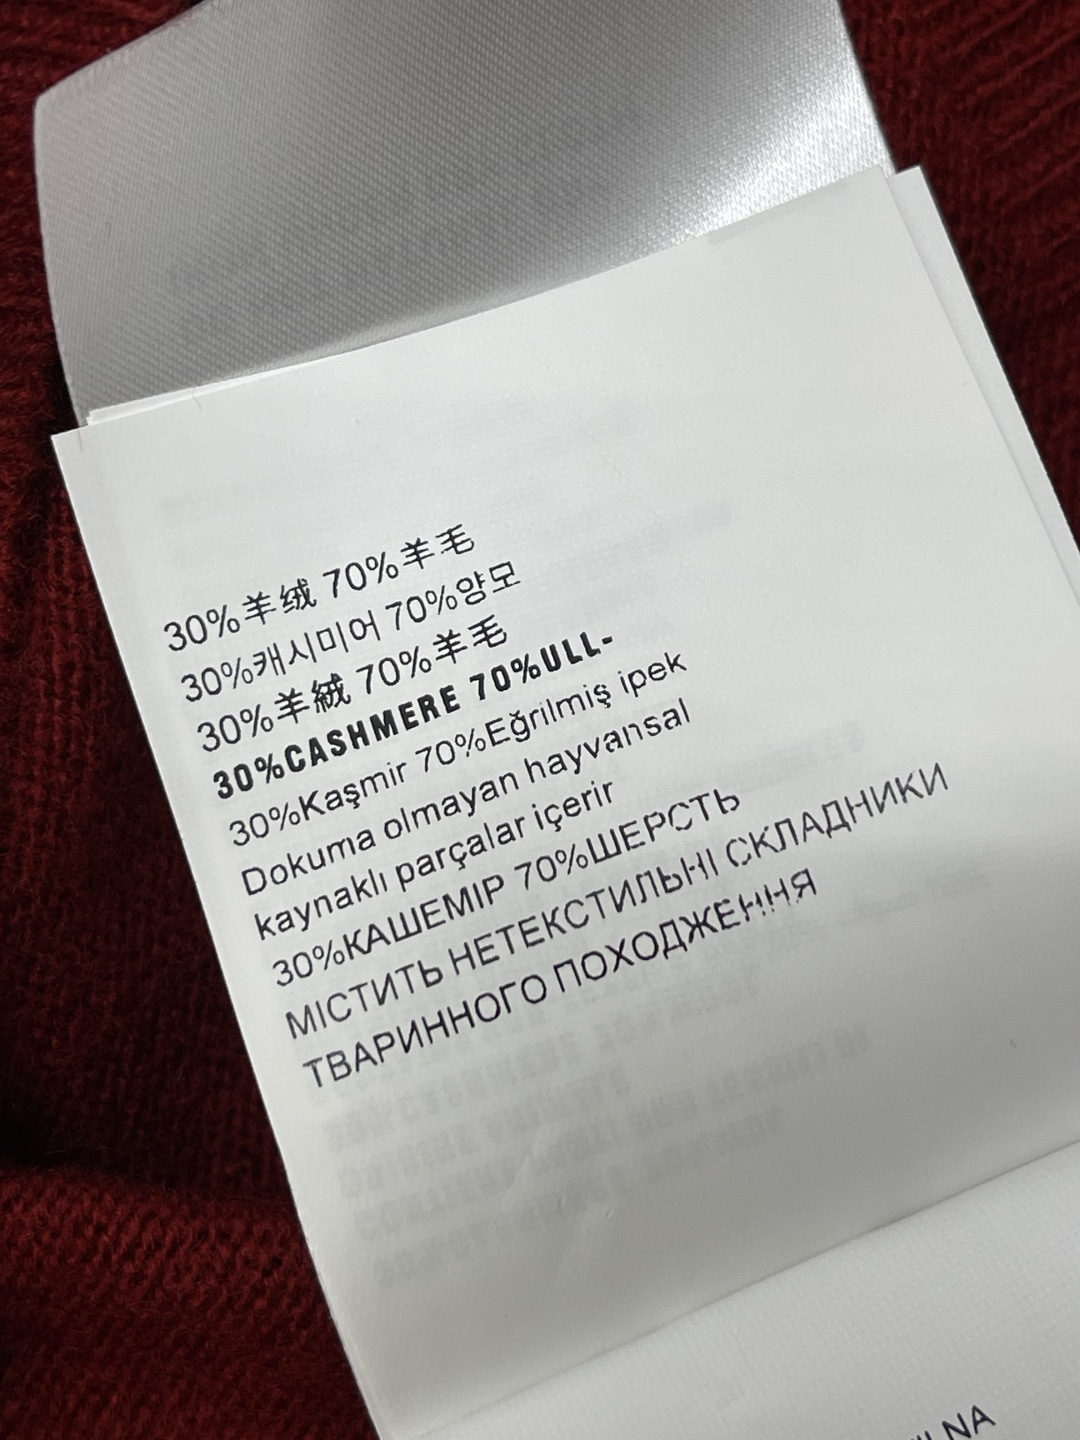 30%羊绒 70%羊毛
30%캐시미어 70%양모
30%羊絨 70%羊毛
30%CASHMERE 70%ULL-
30%Kaşmir 70%Eğrilmiş ipek
Dokuma olmayan hayvansal
kaynaklı parçalar içerir
30%КАШЕМІР 70%ШЕРСТЬ
МІСТИТЬ НЕТЕКСТИЛЬНІ СКЛАДНИКИ
ТВАРИННОГО ПОХОДЖЕННЯ